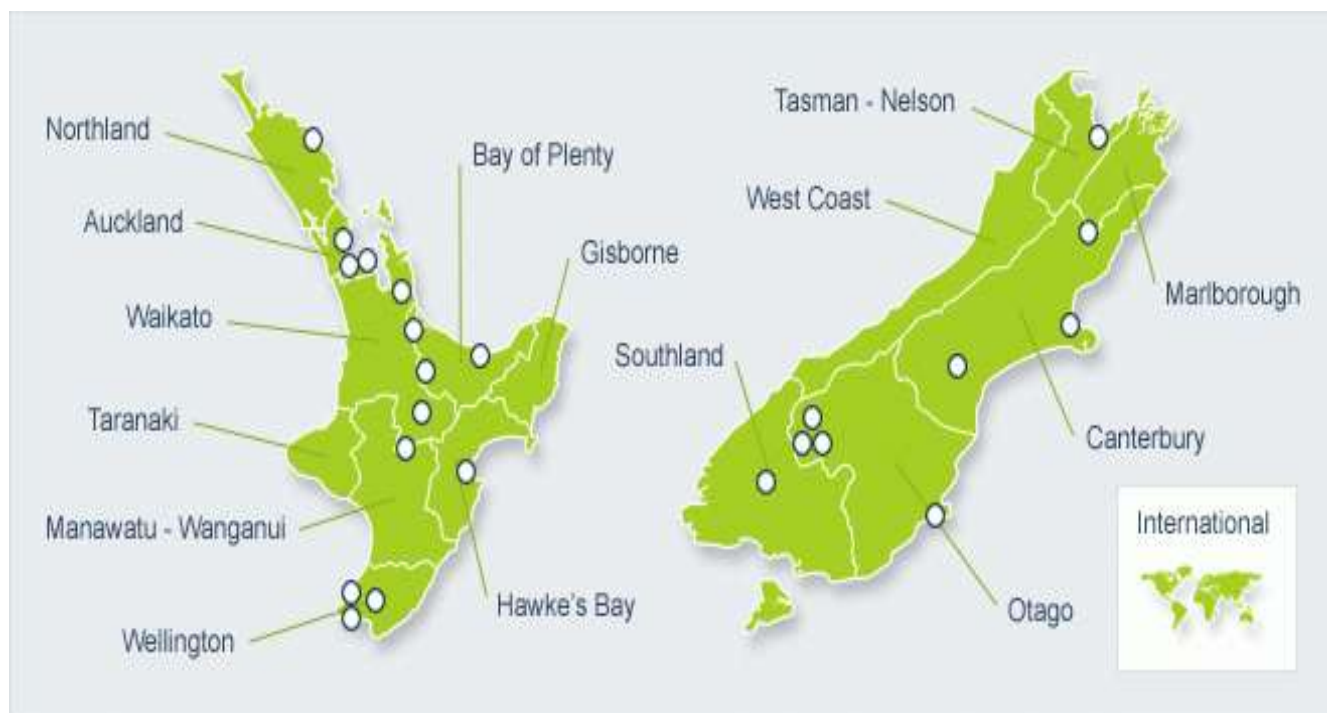 Northland
Auckland
Waikato
Taranaki
Manawatu - Wanganui
Wellington
Bay of Plenty
Gisborne
Hawke's Bay
Tasman - Nelson
West Coast
Southland
Marlborough
Canterbury
Otago
International